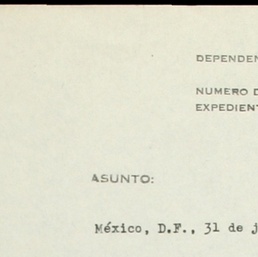 DEPENDEN
NUMERO D
EXPEDIENT
ASUNTO:
México, D.F., 31 de j